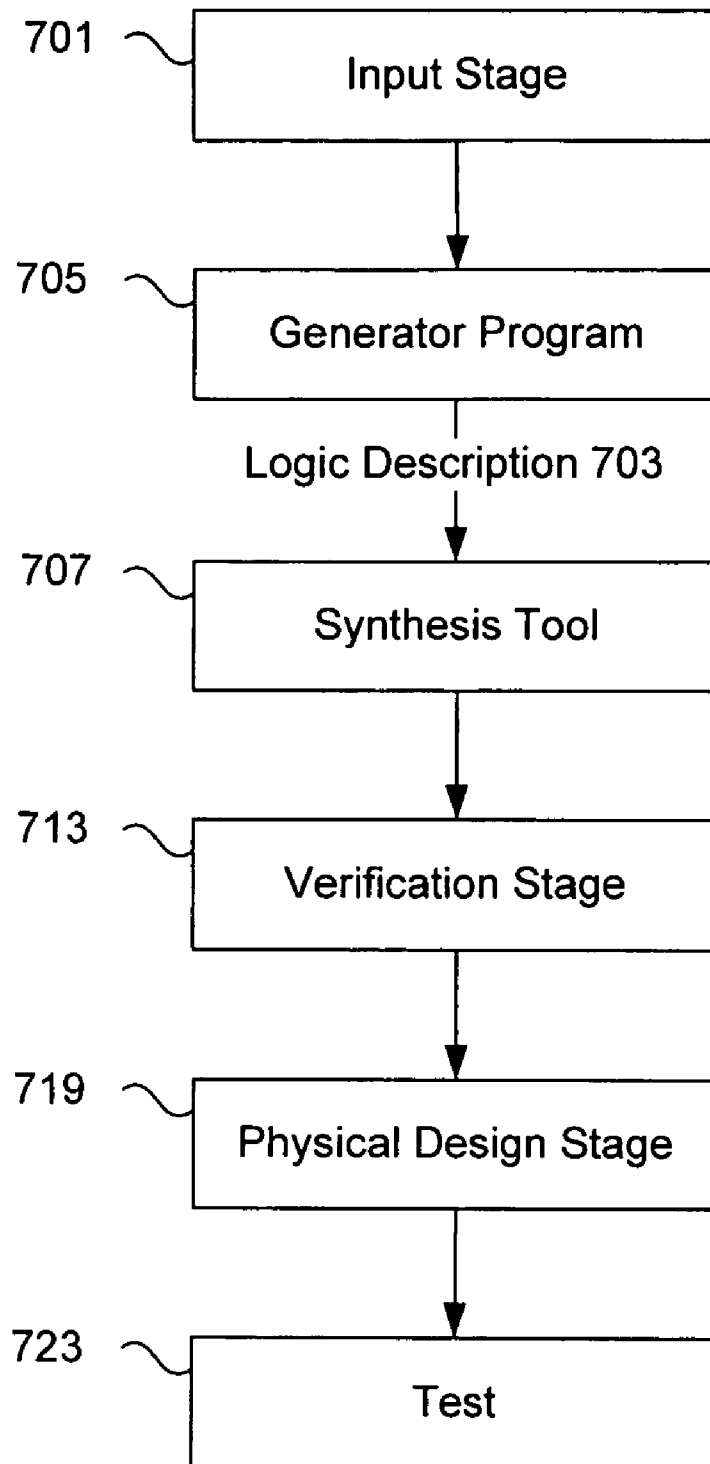 701
Input Stage
705
Generator Program
Logic Description 703
707
Synthesis Tool
713
Verification Stage
719
Physical Design Stage
723
Test